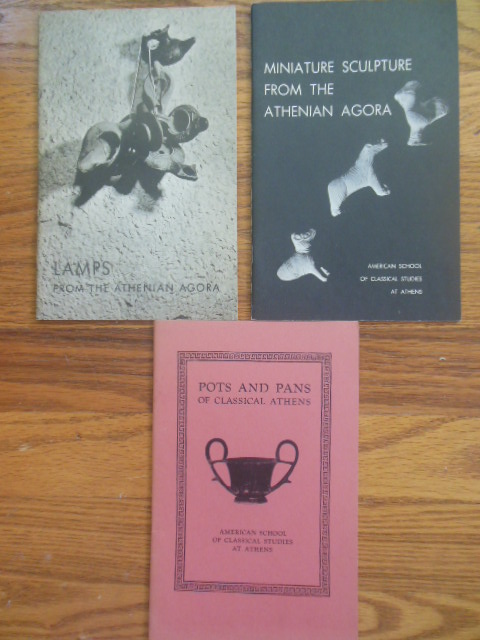 LAMPS
FROM THE ATHENIAN AGORA
MINIATURE SCULPTURE
FROM THE
ATHENIAN AGORA
AMERICAN SCHOOL
OF CLASSICAL STUDIES
AT ATHENS
POTS AND PANS
OF CLASSICAL ATHENS
AMERICAN SCHOOL
OF CLASSICAL STUDIES
AT ATHENS